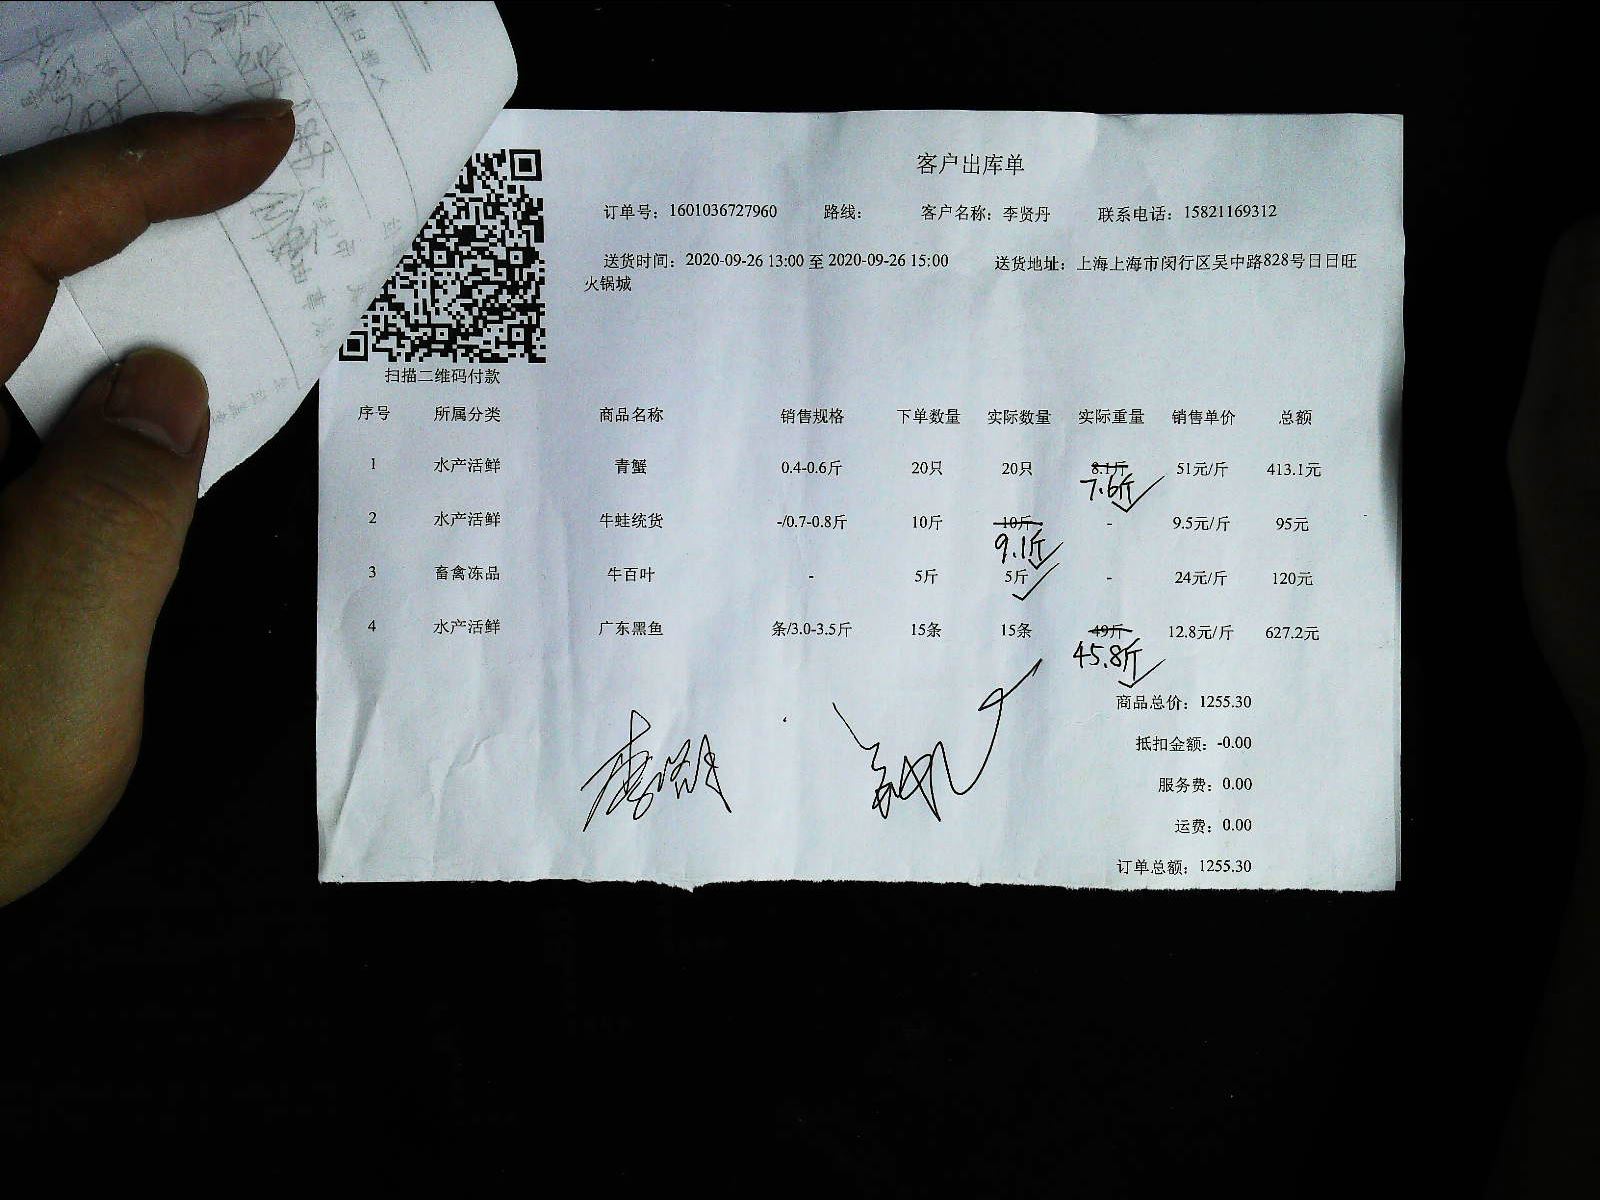 客户出库单
订单号：1601036727960 路线： 客户名称：李贤丹 联系电话：15821169312
送货时间：2020-09-26 13:00 至 2020-09-26 15:00 送货地址：上海上海市闵行区吴中路828号日日旺
火锅城
扫描二维码付款
序号 所属分类 商品名称 销售规格 下单数量 实际数量 实际重量 销售单价 总额
1 水产活鲜 青蟹 0.4-0.6斤 20只 20只 8.1斤 51元/斤 413.1元
7.6斤
2 水产活鲜 牛蛙统货 -/0.7-0.8斤 10斤 10斤 - 9.5元/斤 95元
9.1斤
3 畜禽冻品 牛百叶 - 5斤 5斤 - 24元/斤 120元
4 水产活鲜 广东黑鱼 条/3.0-3.5斤 15条 15条 49斤 12.8元/斤 627.2元
45.8斤
商品总价：1255.30
抵扣金额：-0.00
服务费：0.00
运费：0.00
订单总额：1255.30